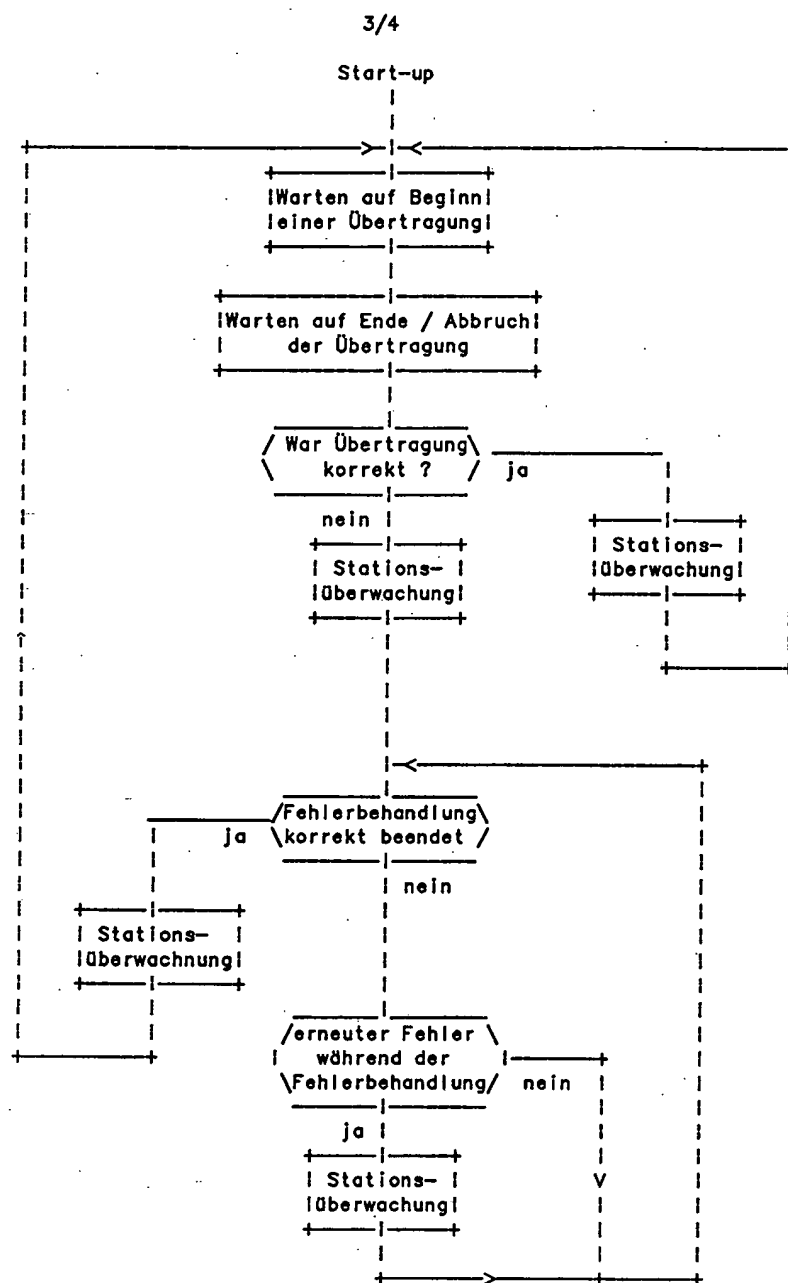 3/4
Start-up
Warten auf Beginn
einer Übertragung
Warten auf Ende / Abbruch
der Übertragung
War Übertragung
korrekt ?
ja
nein
Stations-
überwachung
Stations-
überwachung
Fehlerbehandlung
korrekt beendet
ja
nein
Stations-
überwachnung
erneuter Fehler
während der
Fehlerbehandlung
nein
ja
Stations-
überwachung